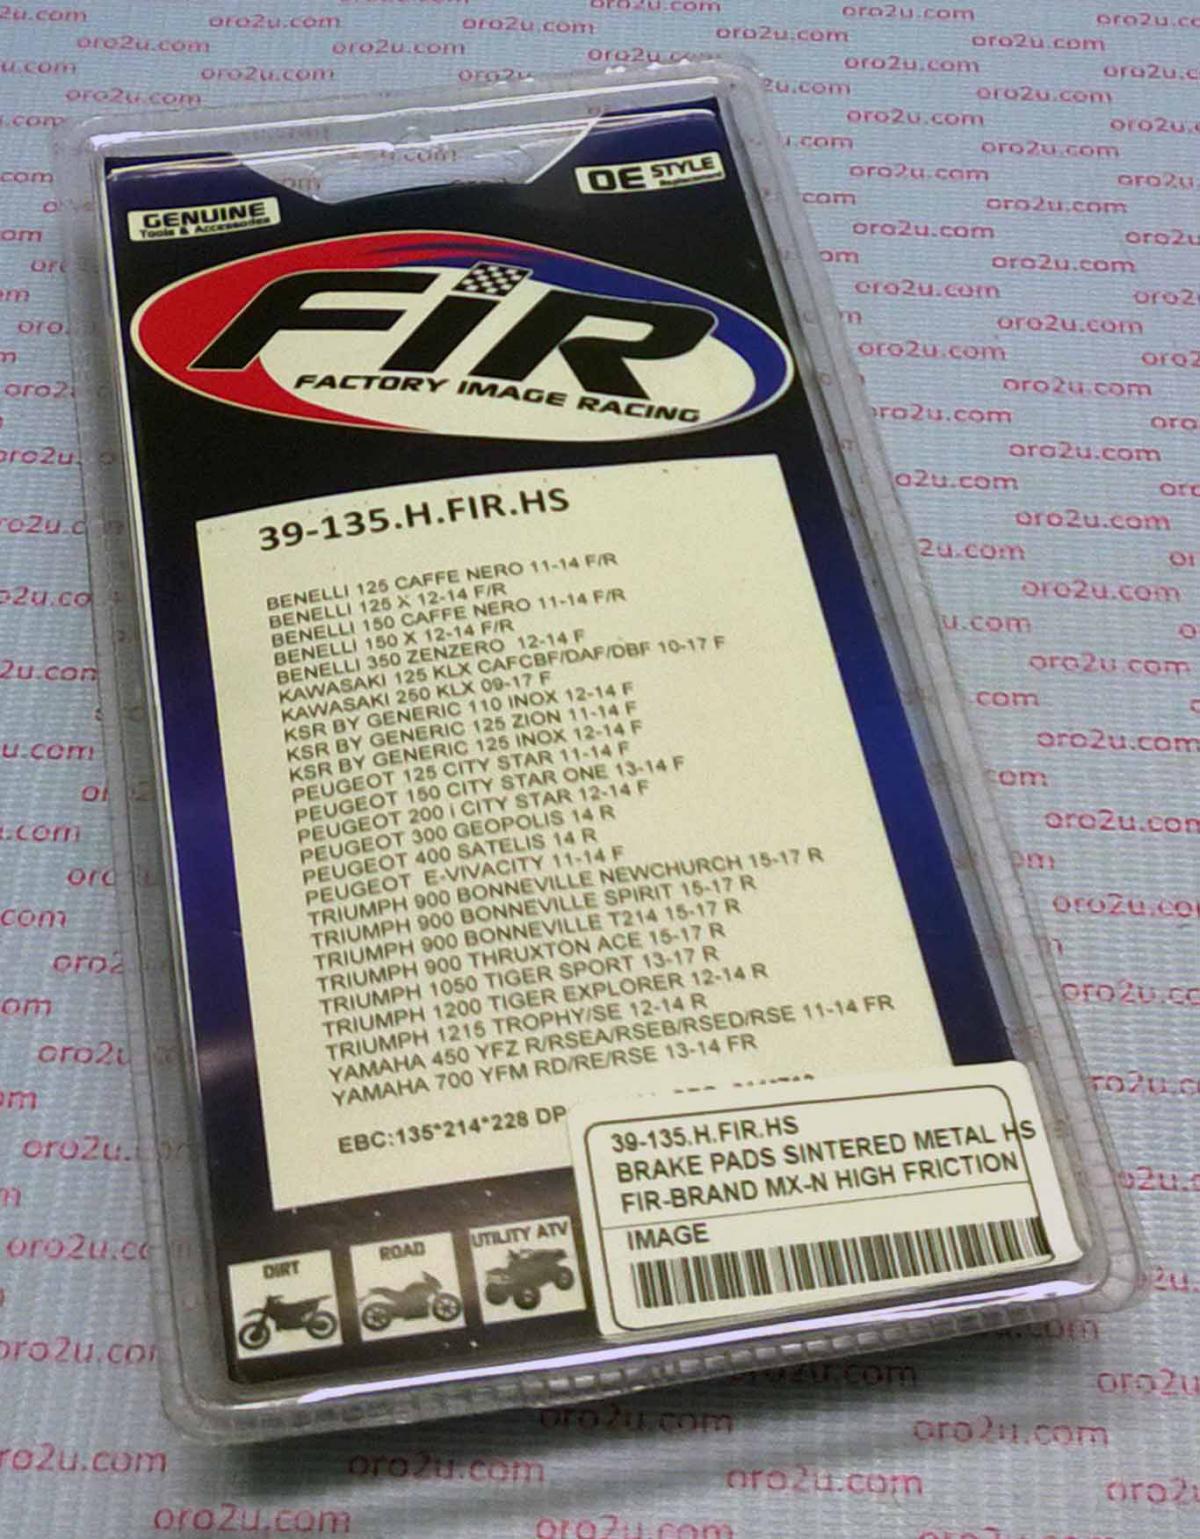 GENUINE
Tools & Accessories
OE STYLE
Replacement
FiR
FACTORY IMAGE RACING
39-135.H.FIR.HS
BENELLI 125 CAFFE NERO 11-14 F/R
BENELLI 125 X 12-14 F/R
BENELLI 150 CAFFE NERO 11-14 F/R
BENELLI 150 X 12-14 F/R
BENELLI 350 ZENZERO 12-14 F
KAWASAKI 125 KLX CAFCBF/DAF/DBF 10-17 F
KAWASAKI 250 KLX 09-17 F
KSR BY GENERIC 110 INOX 12-14 F
KSR BY GENERIC 125 ZION 11-14 F
KSR BY GENERIC 125 INOX 12-14 F
PEUGEOT 125 CITY STAR 11-14 F
PEUGEOT 150 CITY STAR ONE 13-14 F
PEUGEOT 200 i CITY STAR 12-14 F
PEUGEOT 300 GEOPOLIS 14 R
PEUGEOT 400 SATELIS 14 R
PEUGEOT E-VIVACITY 11-14 F
TRIUMPH 900 BONNEVILLE NEWCHURCH 15-17 R
TRIUMPH 900 BONNEVILLE SPIRIT 15-17 R
TRIUMPH 900 BONNEVILLE T214 15-17 R
TRIUMPH 900 THRUXTON ACE 15-17 R
TRIUMPH 1050 TIGER SPORT 13-17 R
TRIUMPH 1200 TIGER EXPLORER 12-14 R
TRIUMPH 1215 TROPHY/SE 12-14 R
YAMAHA 450 YFZ R/RSEA/RSEB/RSED/RSE 11-14 FR
YAMAHA 700 YFM RD/RE/RSE 13-14 FR
EBC:135*214*228 DP
39-135.H.FIR.HS
BRAKE PADS SINTERED METAL HS
FIR-BRAND MX-N HIGH FRICTION
IMAGE
DIRT
ROAD
UTILITY ATV
oro2u.com